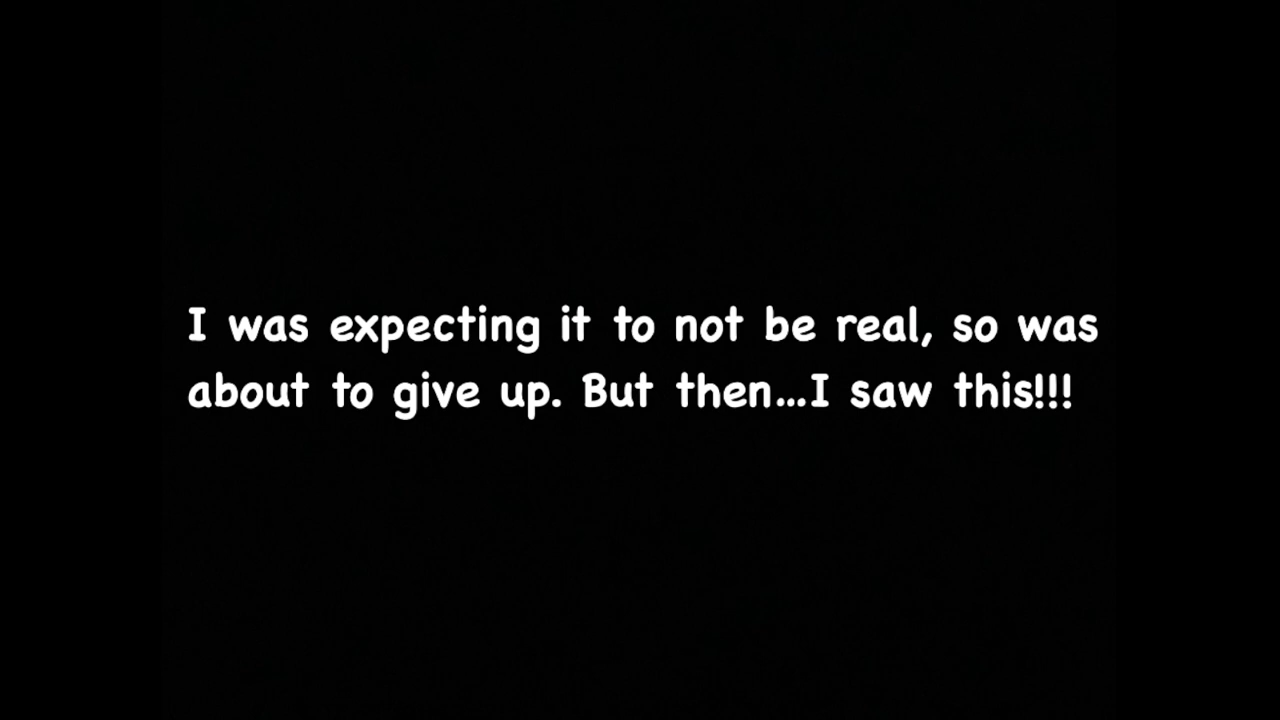 I was expecting it to not be real, so was
about to give up. But then...I saw this!!!